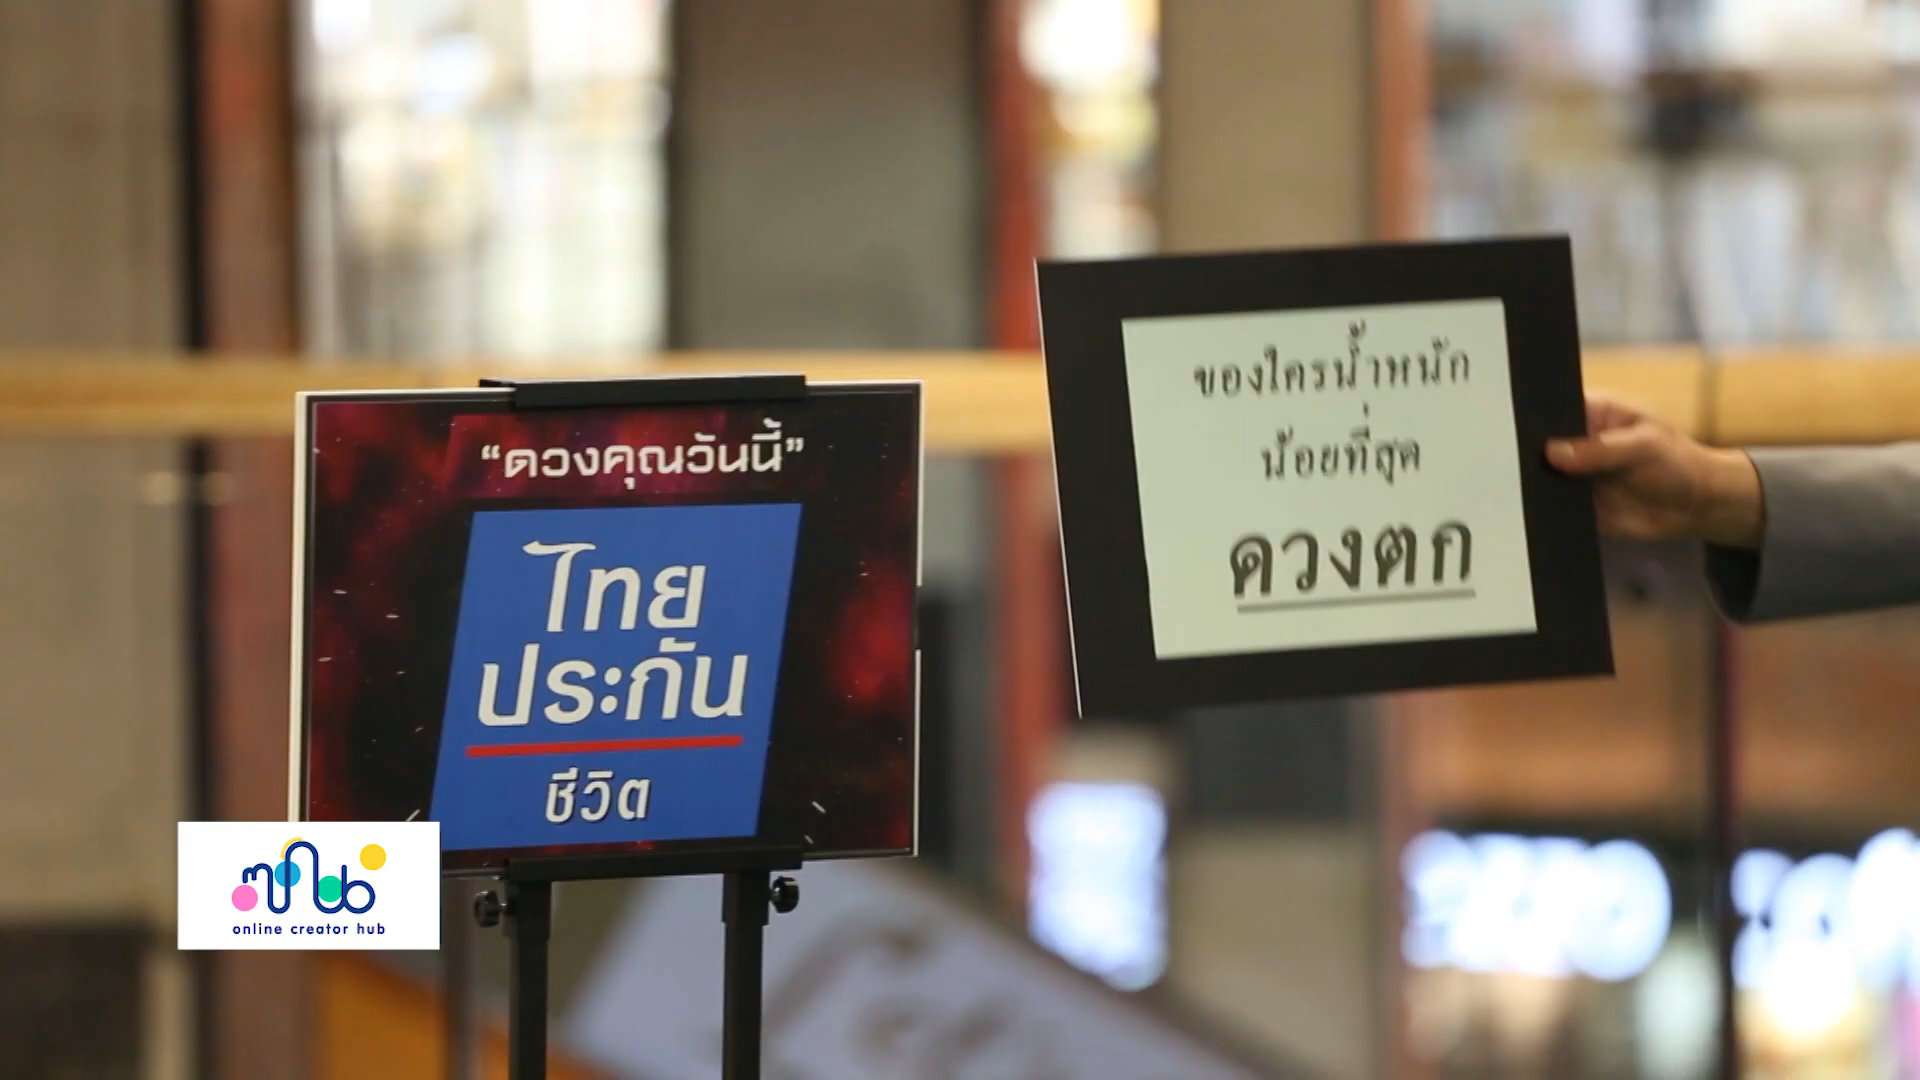 “ดวงคุณวันนี้”
ไทย
ประกัน
ชีวิต
ของใครน้ำหนัก
น้อยที่สุด
ดวงตก
online creator hub